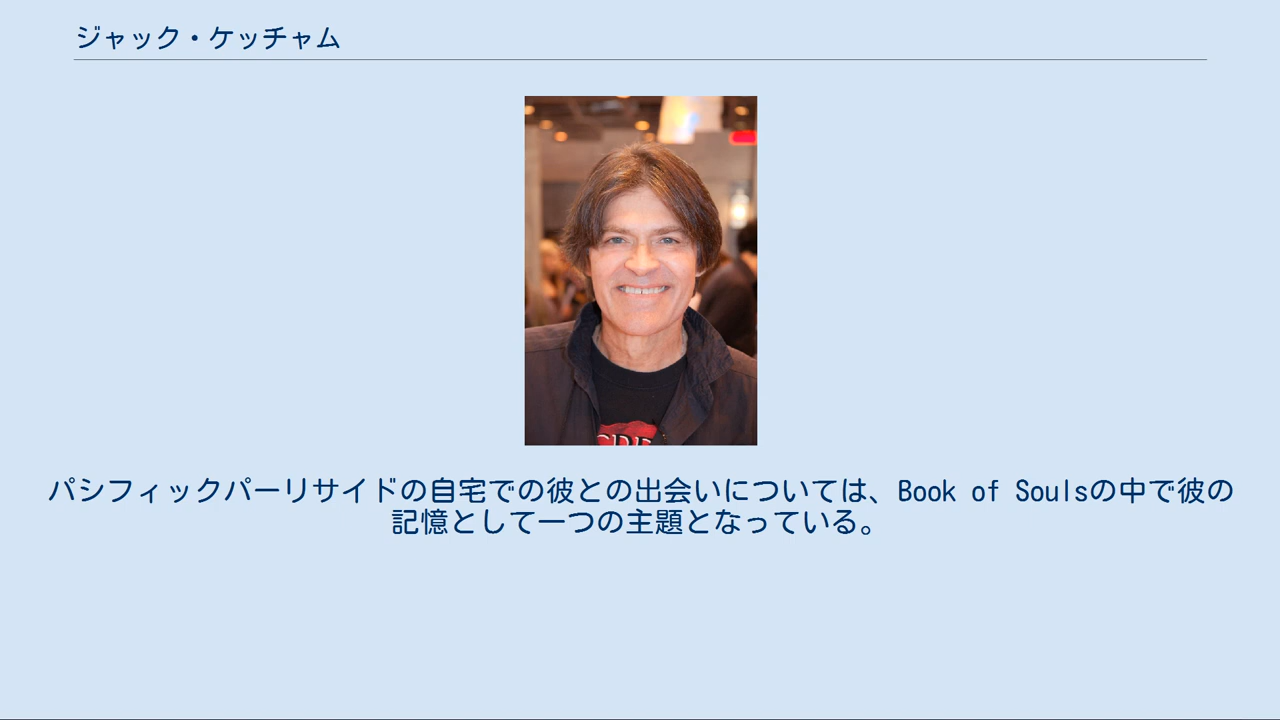 ジャック・ケッチャム
パシフィックパーリサイドの自宅での彼との出会いについては、Book of Soulsの中で彼の
記憶として一つの主題となっている。